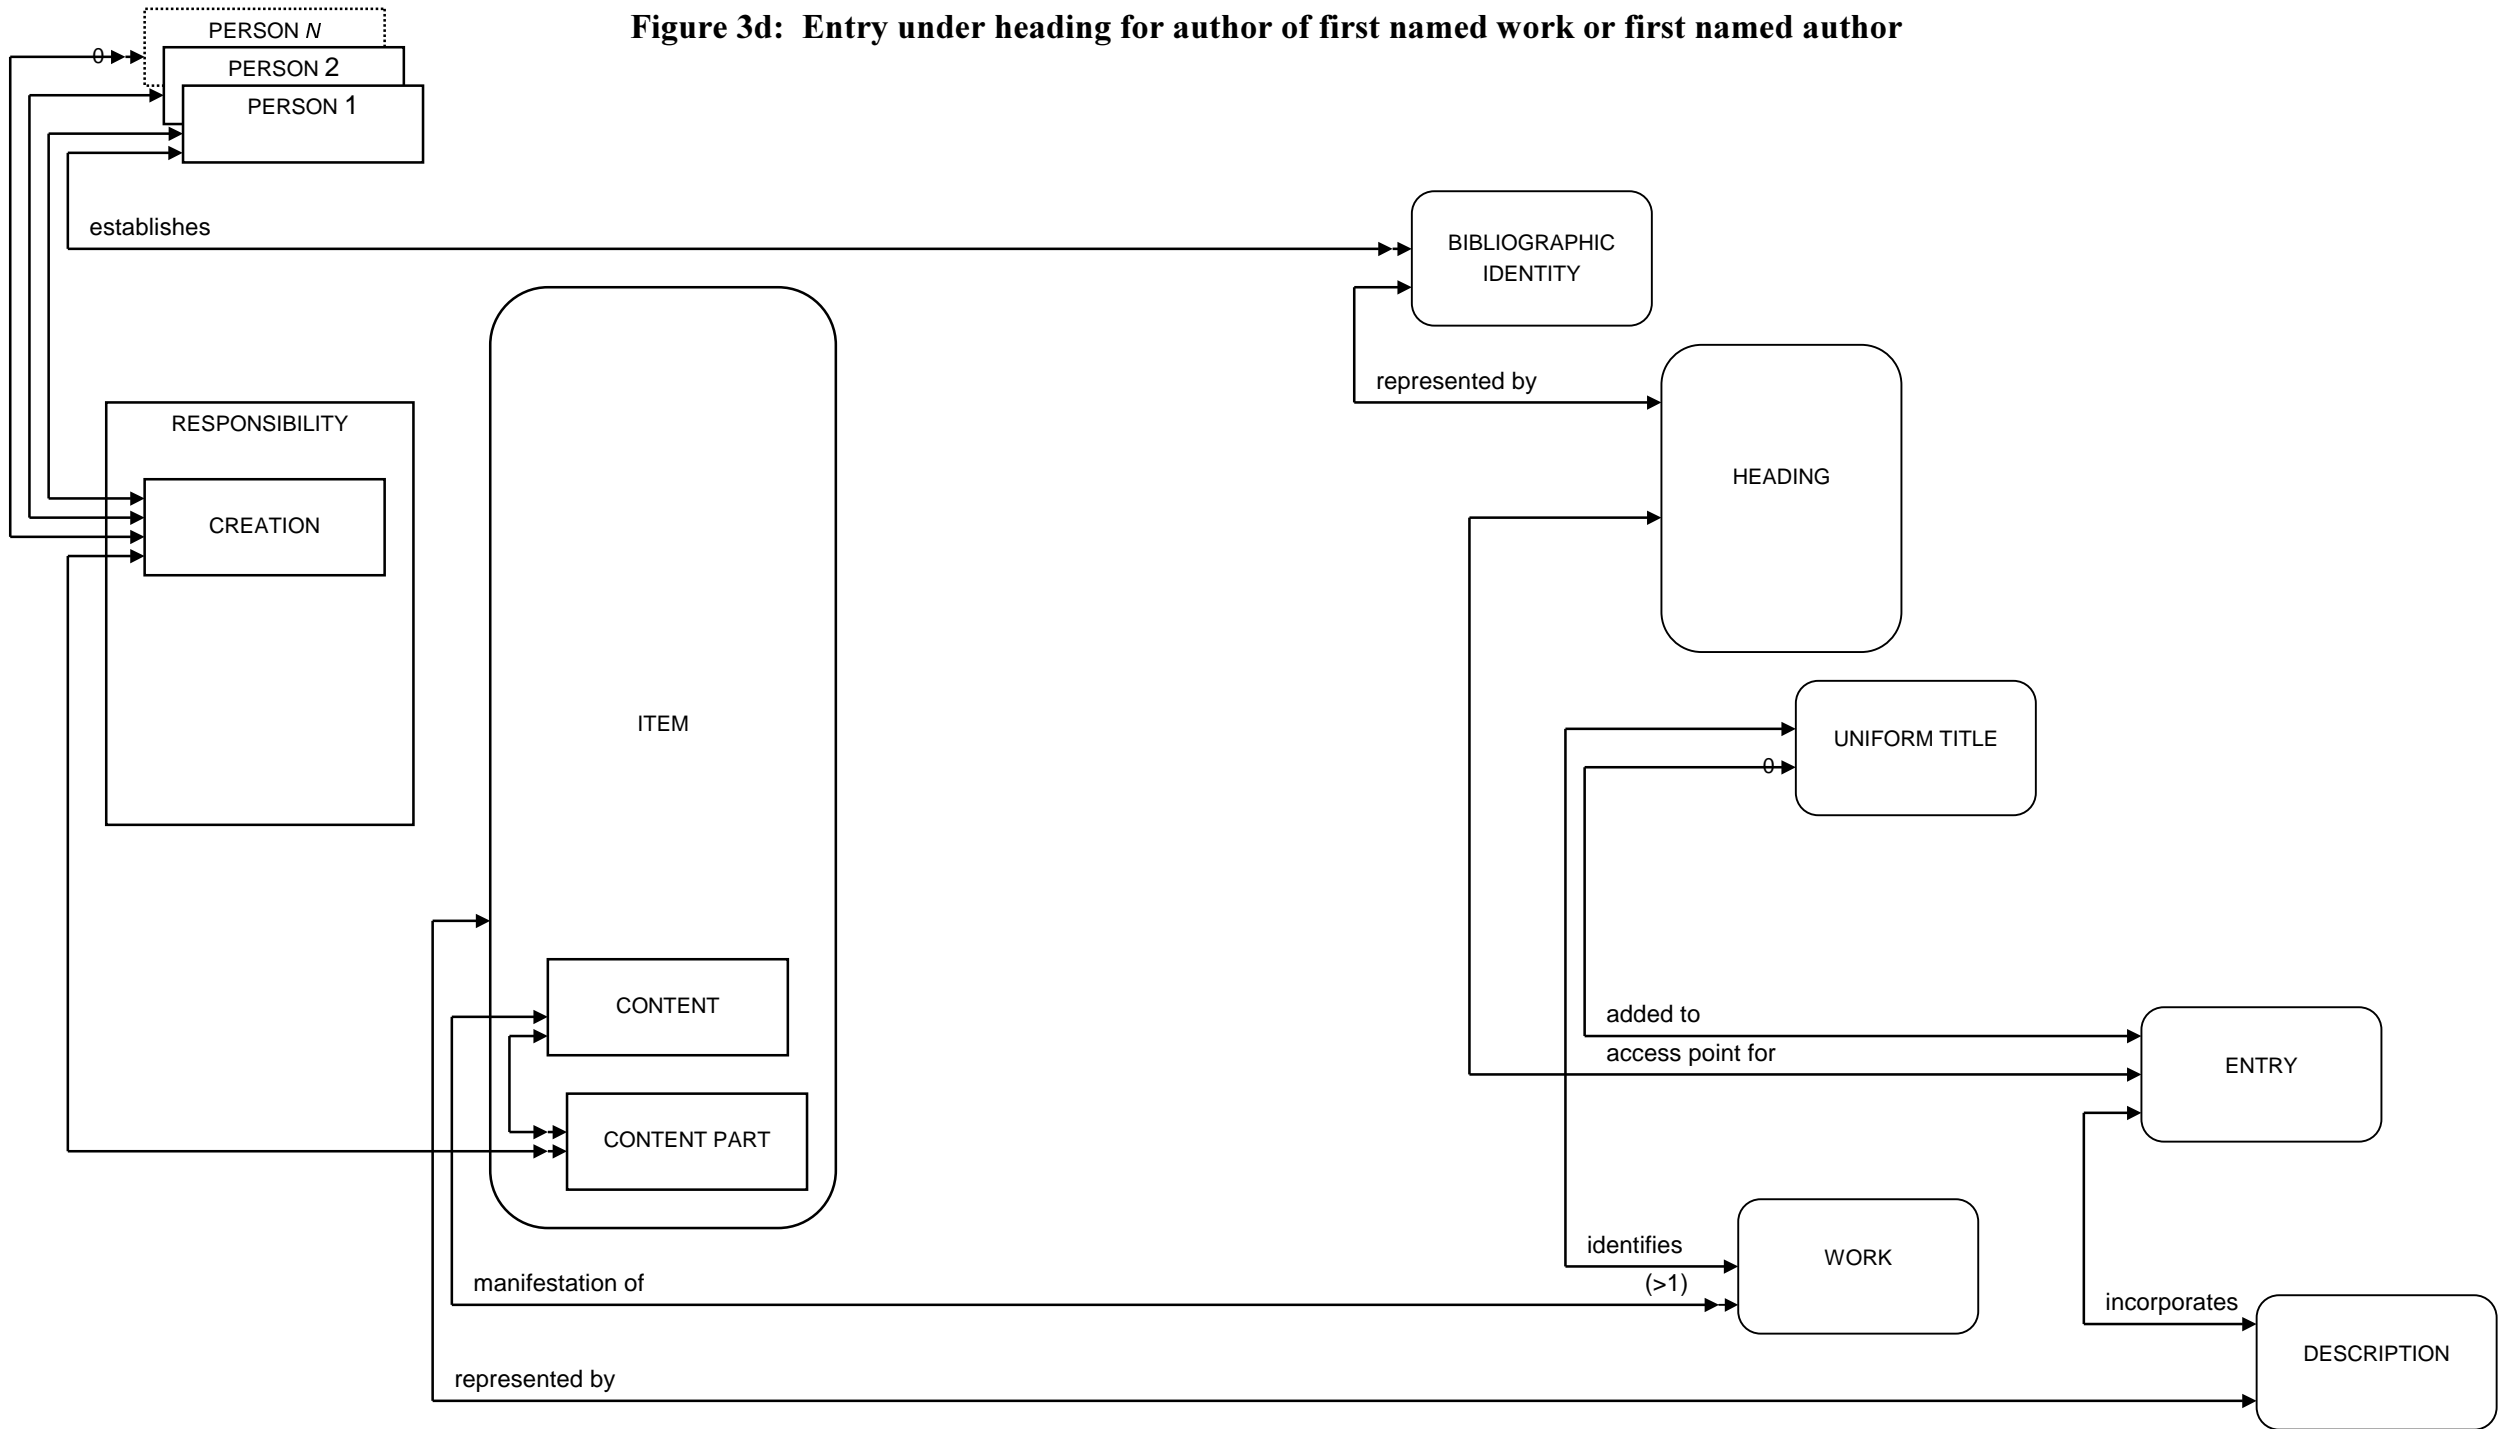 Figure 3d: Entry under heading for author of first named work or first named author
PERSON N
0
PERSON 2
PERSON 1
establishes
BIBLIOGRAPHIC
IDENTITY
represented by
RESPONSIBILITY
HEADING
CREATION
ITEM
UNIFORM TITLE
0
CONTENT
added to
access point for
ENTRY
CONTENT PART
identifies
WORK
manifestation of
(>1)
incorporates
DESCRIPTION
represented by